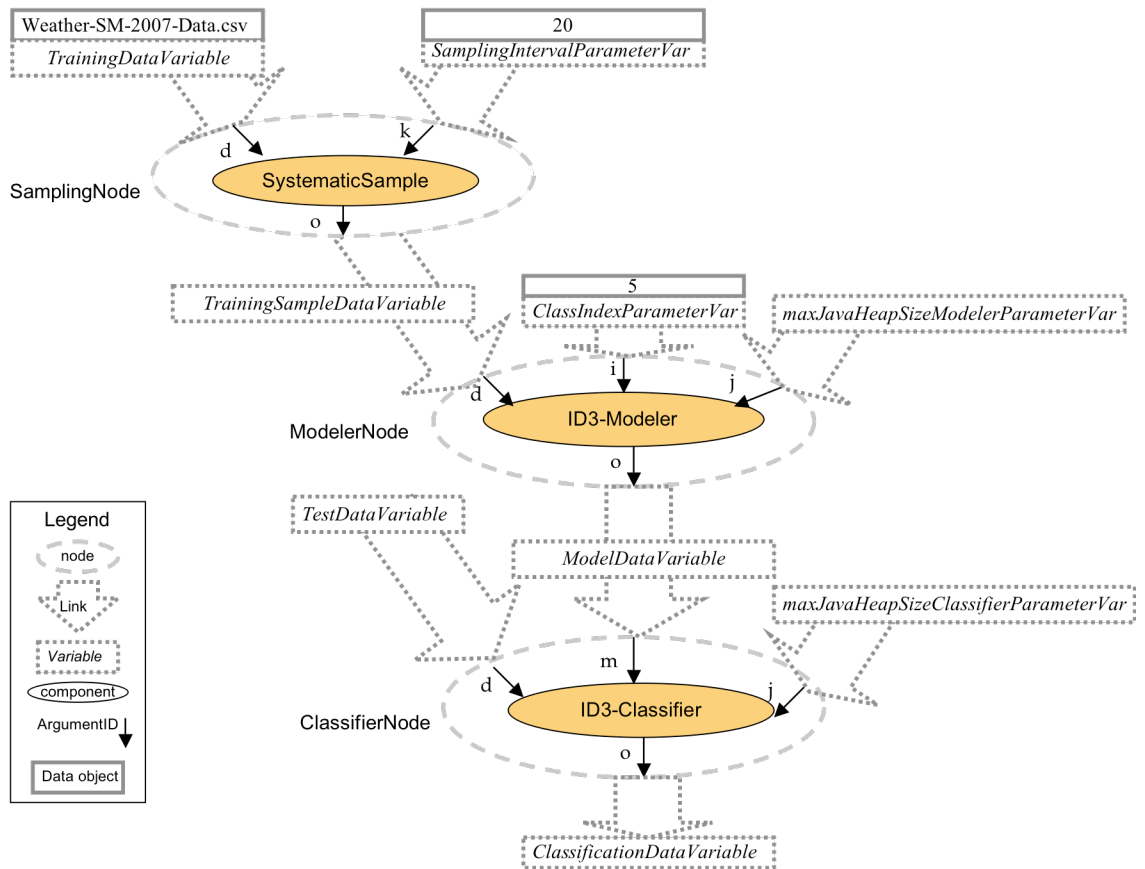 Weather-SM-2007-Data.csv
TrainingDataVariable
20
SamplingIntervalParameterVar
d
k
SystematicSample
SamplingNode
o
TrainingSampleDataVariable
5
ClassIndexParameterVar
maxJavaHeapSizeModelerParameterVar
d
i
j
ID3-Modeler
ModelerNode
o
TestDataVariable
ModelDataVariable
maxJavaHeapSizeClassifierParameterVar
d
m
j
ID3-Classifier
ClassifierNode
o
ClassificationDataVariable
Legend
node
Link
Variable
component
ArgumentID
Data object